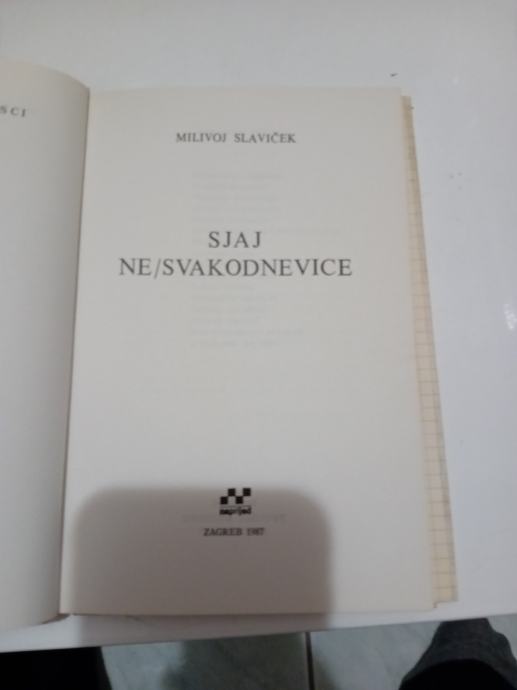 SCI
MILIVOJ SLAVIČEK
SJAJ
NE/SVAKODNEVICE
naprijed
ZAGREB 1987